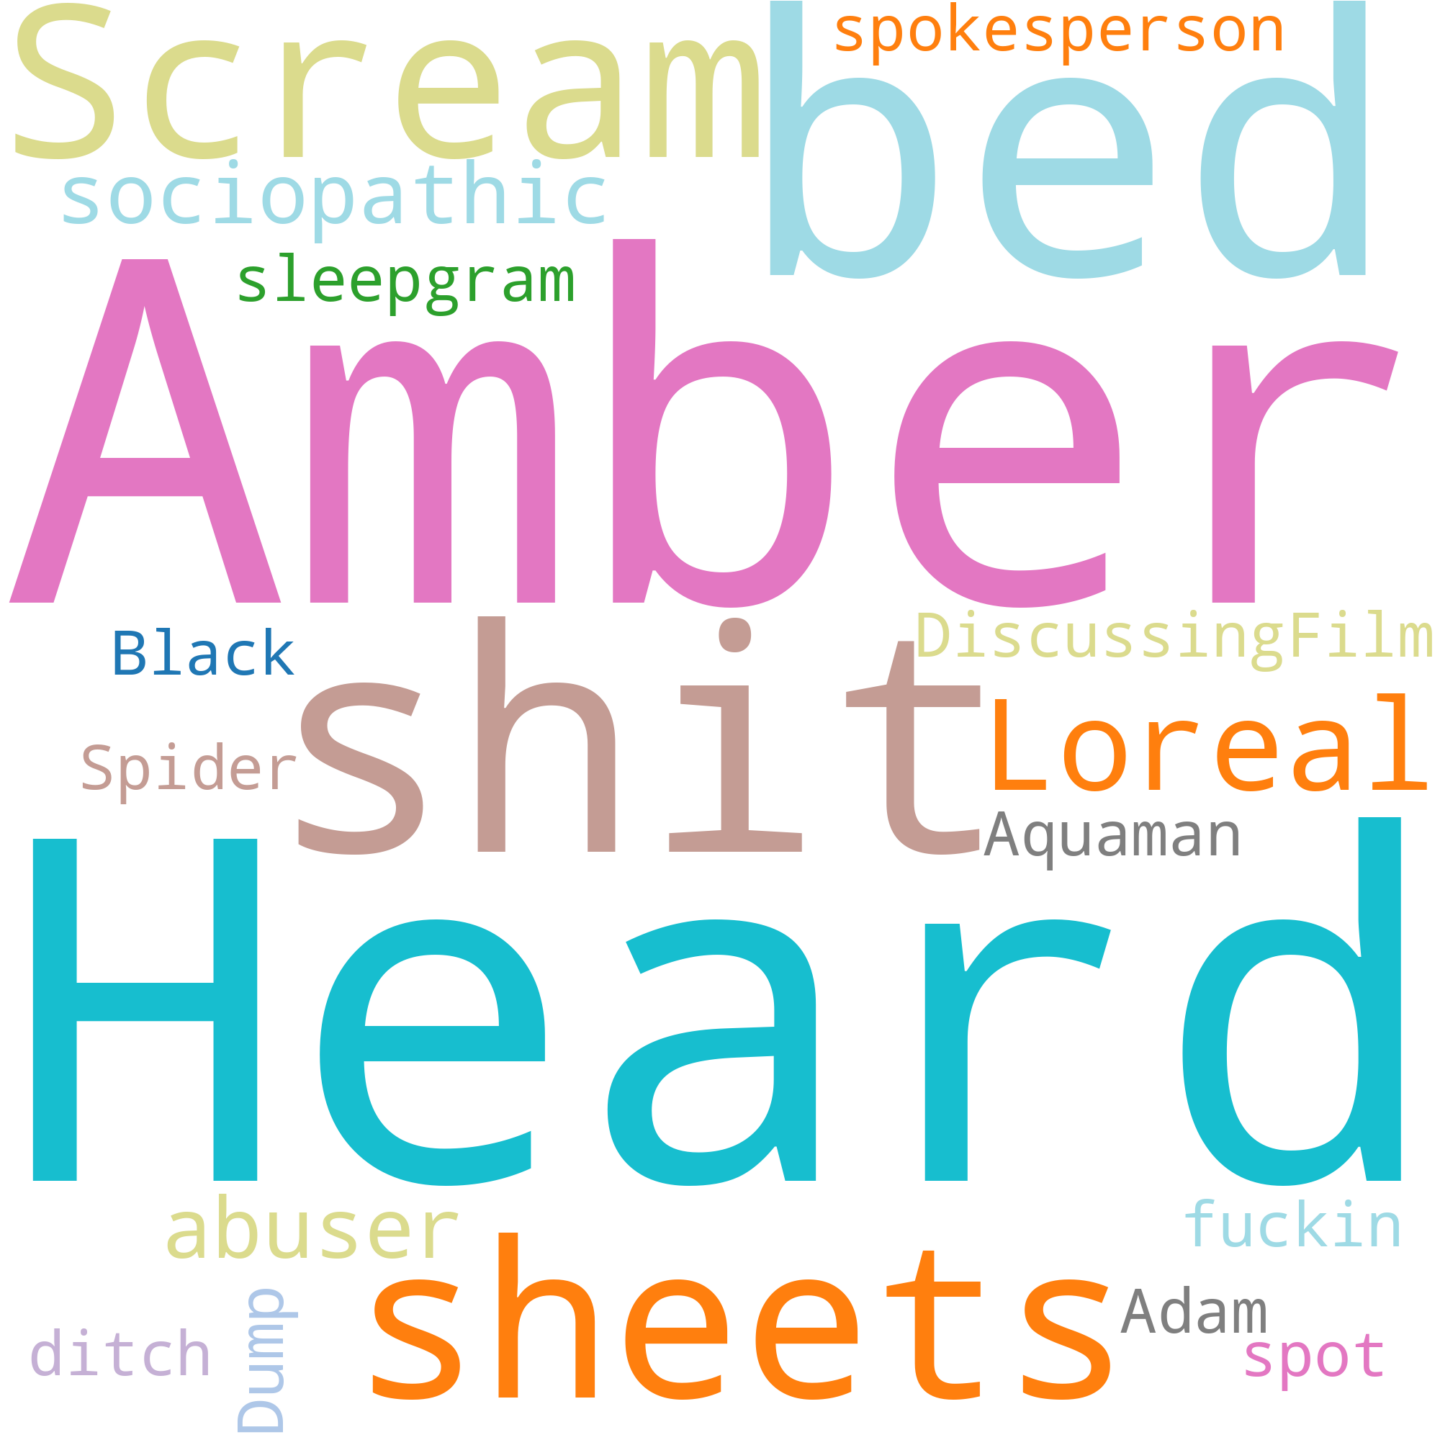 Scream
spokesperson
bed
sociopathic
sleepgram
Amber
DiscussingFilm
Black
shit
Loreal
Spider
Aquaman
Heard
abuser
fuckin
sheets
Adam
Dump
ditch
spot